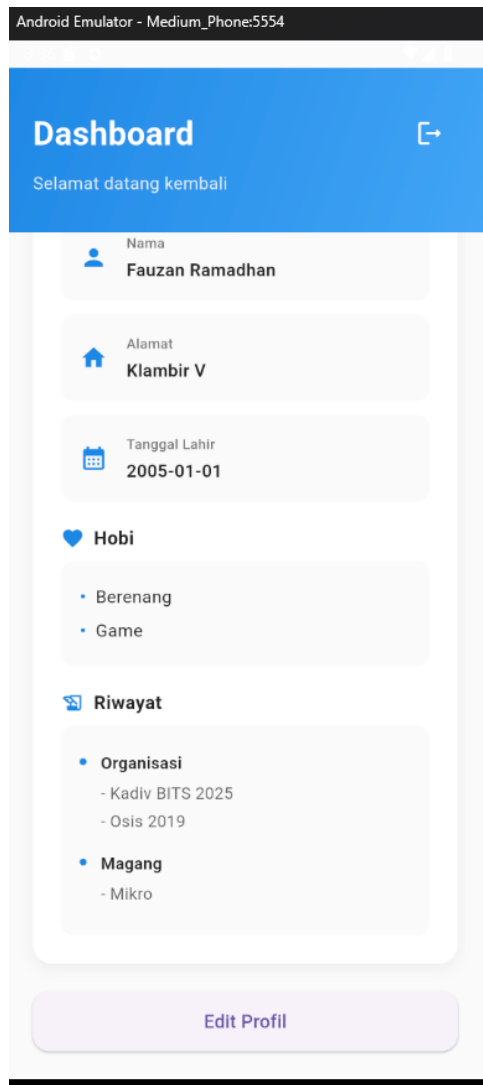 Android Emulator - Medium_Phone:5554
Dashboard
Selamat datang kembali
Nama
Fauzan Ramadhan
Alamat
Klambir V
Tanggal Lahir
2005-01-01
Hobi
• Berenang
• Game
Riwayat
• Organisasi
- Kadiv BITS 2025
- Osis 2019
• Magang
- Mikro
Edit Profil